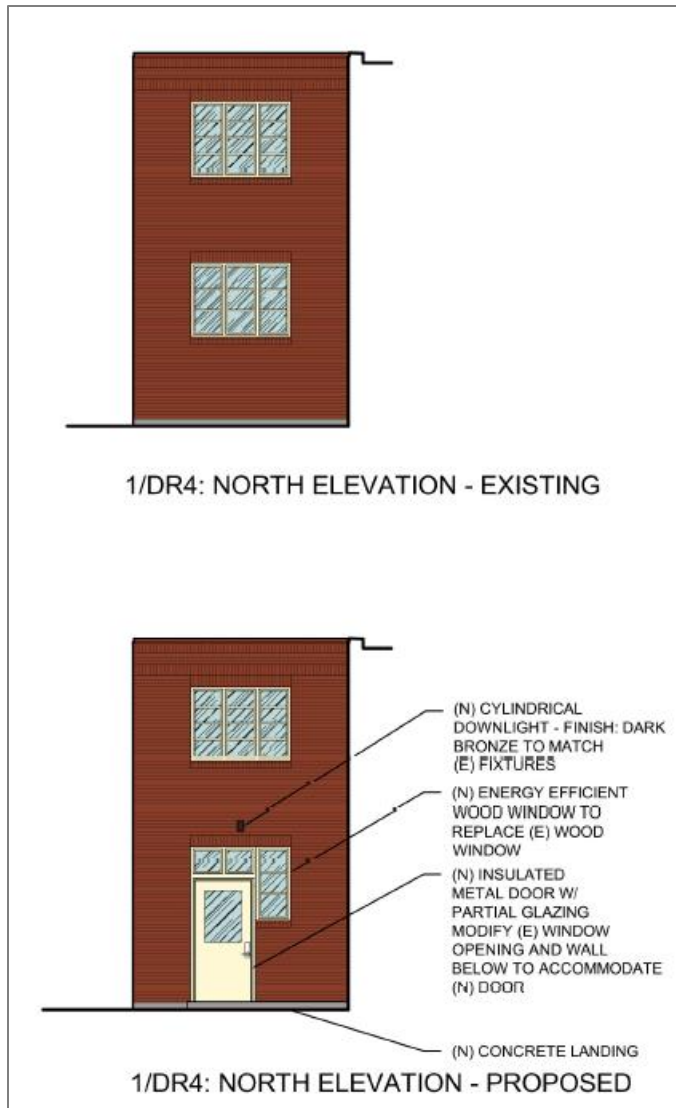 1/DR4: NORTH ELEVATION - EXISTING
(N) CYLINDRICAL
DOWNLIGHT - FINISH: DARK
BRONZE TO MATCH
(E) FIXTURES
(N) ENERGY EFFICIENT
WOOD WINDOW TO
REPLACE (E) WOOD
WINDOW
(N) INSULATED
METAL DOOR W/
PARTIAL GLAZING
MODIFY (E) WINDOW
OPENING AND WALL
BELOW TO ACCOMMODATE
(N) DOOR
(N) CONCRETE LANDING
1/DR4: NORTH ELEVATION - PROPOSED